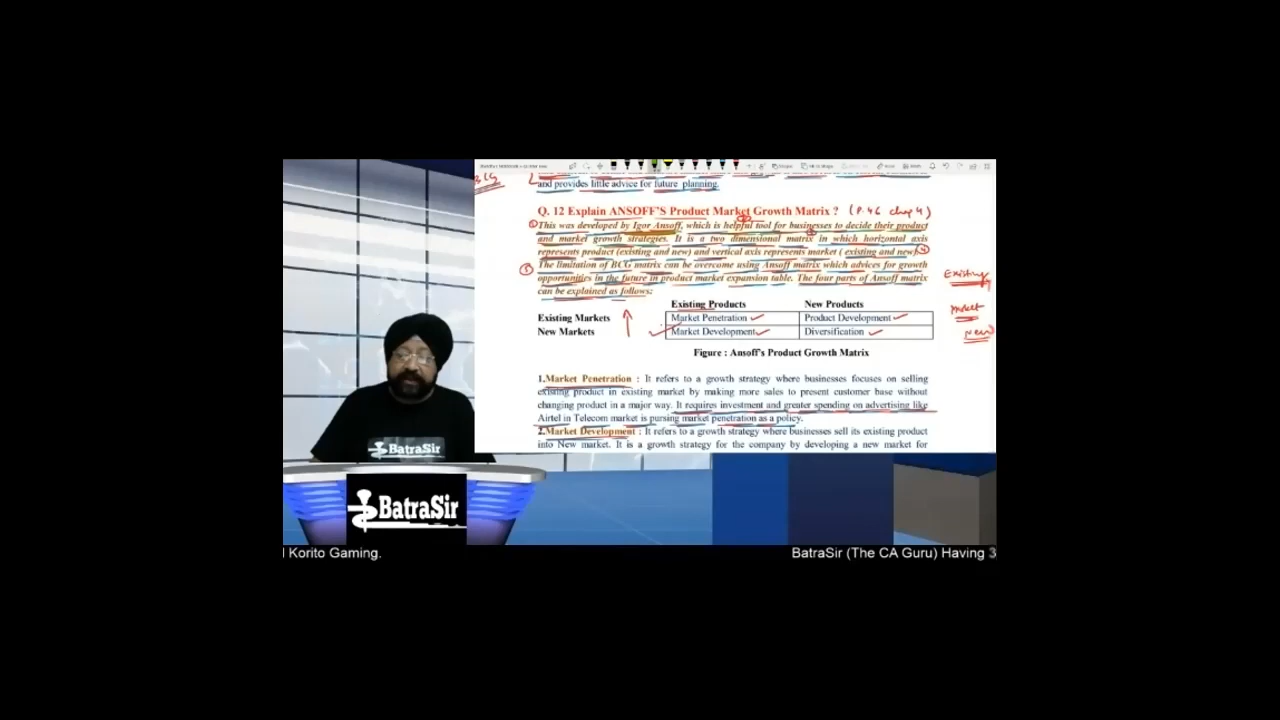 and provides little advice for future planning.
Q. 12 Explain ANSOFF'S Product Market Growth Matrix ? (P. 46 chap 4)
This was developed by Igor Ansoff, which is helpful tool for businesses to decide their product
and market growth strategies. It is a two dimensional matrix in which horizontal axis
represents product (existing and new) and vertical axis represents market ( existing and new)
The limitation of BCG matrix can be overcome using Ansoff matrix which advices for growth
opportunities in the future in product market expansion table. The four parts of Ansoff matrix
can be explained as follows:
Existing
market
New
Existing Products New Products
Existing Markets Market Penetration Product Development
New Markets Market Development Diversification
Figure : Ansoff's Product Growth Matrix
1.Market Penetration : It refers to a growth strategy where businesses focuses on selling
existing product in existing market by making more sales to present customer base without
changing product in a major way. It requires investment and greater spending on advertising like
Airtel in Telecom market is pursing market penetration as a policy.
2.Market Development : It refers to a growth strategy where businesses sell its existing product
into New market. It is a growth strategy for the company by developing a new market for
BatraSir
BatraSir
Korito Gaming.
BatraSir (The CA Guru) Having 3